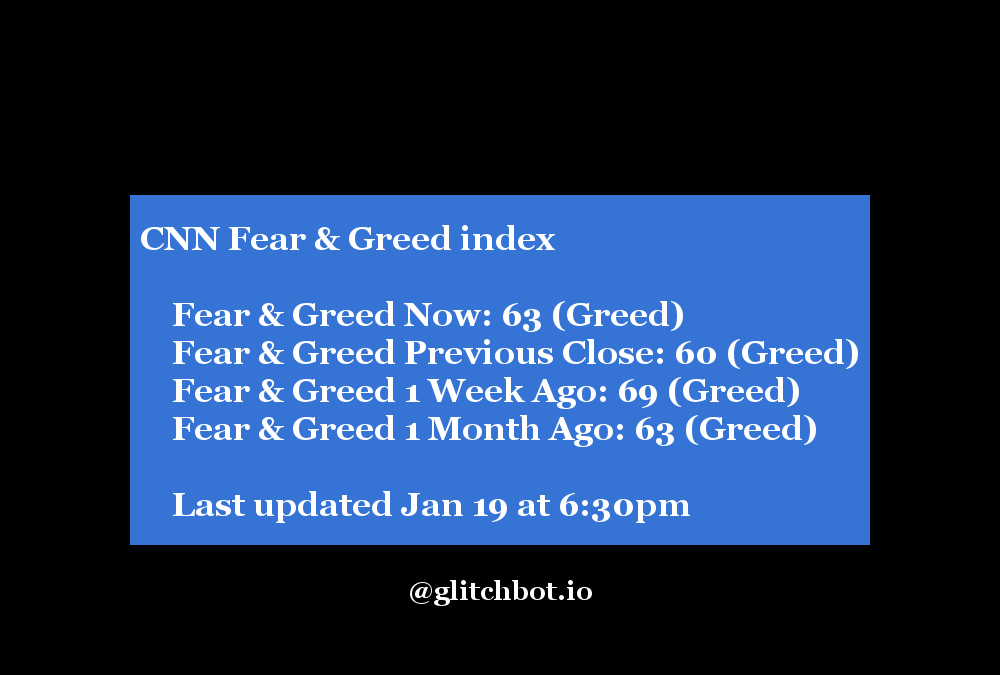 CNN Fear & Greed index
Fear & Greed Now: 63 (Greed)
Fear & Greed Previous Close: 60 (Greed)
Fear & Greed 1 Week Ago: 69 (Greed)
Fear & Greed 1 Month Ago: 63 (Greed)
Last updated Jan 19 at 6:30pm
@glitchbot.io